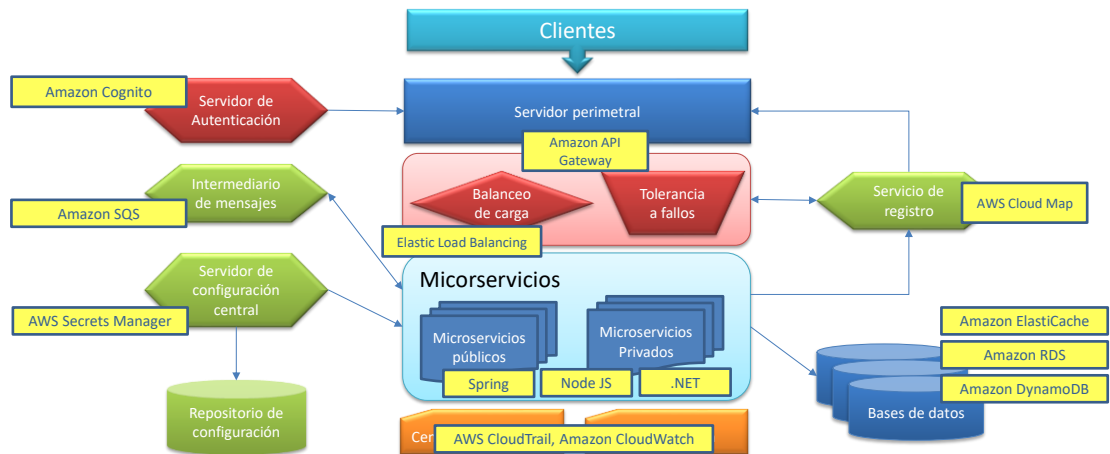 Clientes
Amazon Cognito
Servidor de
Autenticación
Servidor perimetral
Amazon API
Gateway
Intermediario
de mensajes
Amazon SQS
Balanceo
de carga
Tolerancia
a fallos
Elastic Load Balancing
Servicio de
registro
AWS Cloud Map
Servidor de
configuración
central
AWS Secrets Manager
Micorservicios
Microservicios
públicos
Microservicios
Privados
Spring
Node JS
.NET
Amazon ElastiCache
Amazon RDS
Amazon DynamoDB
Bases de datos
Repositorio de
configuración
AWS CloudTrail, Amazon CloudWatch